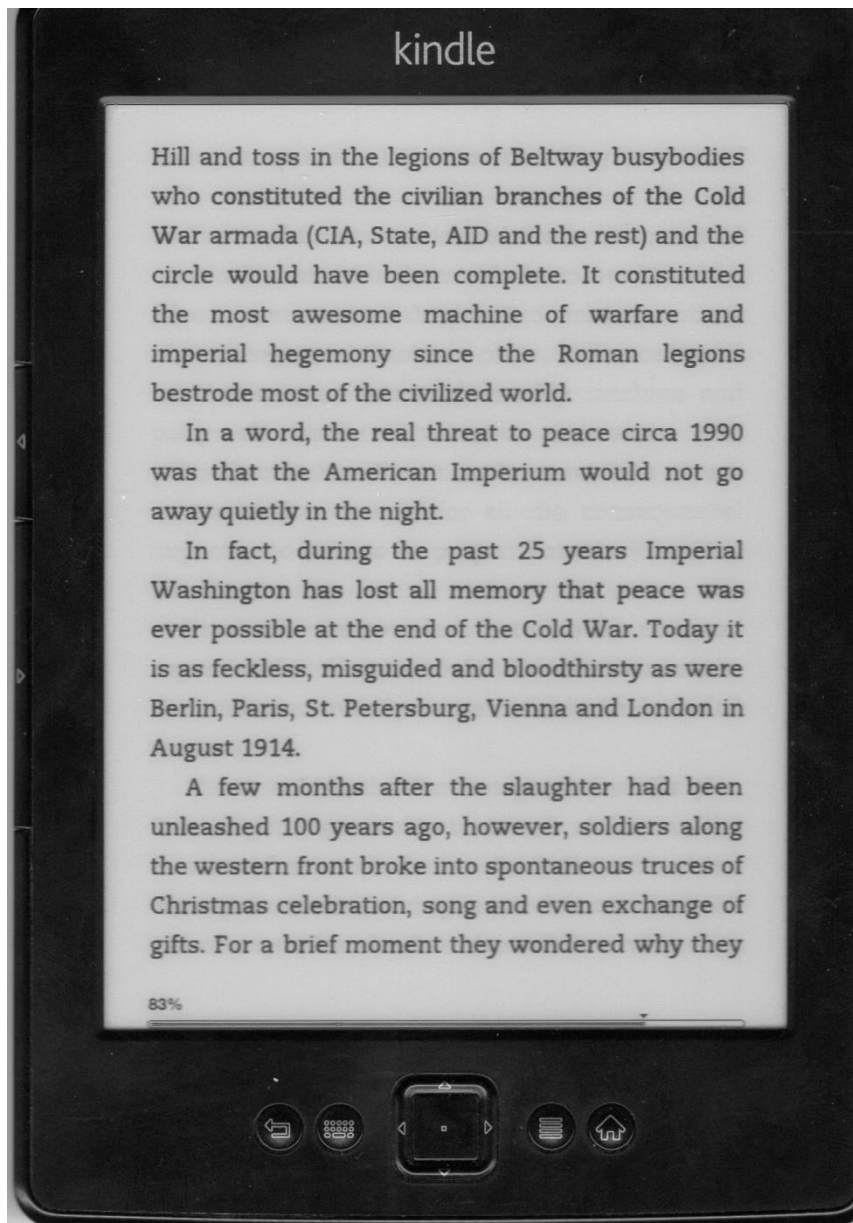 kindle
Hill and toss in the legions of Beltway busybodies
who constituted the civilian branches of the Cold
War armada (CIA, State, AID and the rest) and the
circle would have been complete. It constituted
the most awesome machine of warfare and
imperial hegemony since the Roman legions
bestrode most of the civilized world.
In a word, the real threat to peace circa 1990
was that the American Imperium would not go
away quietly in the night.
In fact, during the past 25 years Imperial
Washington has lost all memory that peace was
ever possible at the end of the Cold War. Today it
is as feckless, misguided and bloodthirsty as were
Berlin, Paris, St. Petersburg, Vienna and London in
August 1914.
A few months after the slaughter had been
unleashed 100 years ago, however, soldiers along
the western front broke into spontaneous truces of
Christmas celebration, song and even exchange of
gifts. For a brief moment they wondered why they
83%